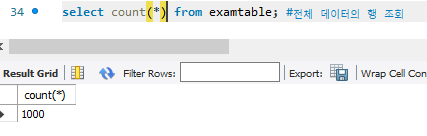 34 select count(*) from examtable; #전체 데이터의 행 조회
Result Grid Filter Rows: Export: Wrap Cell Con
count(*)
1000